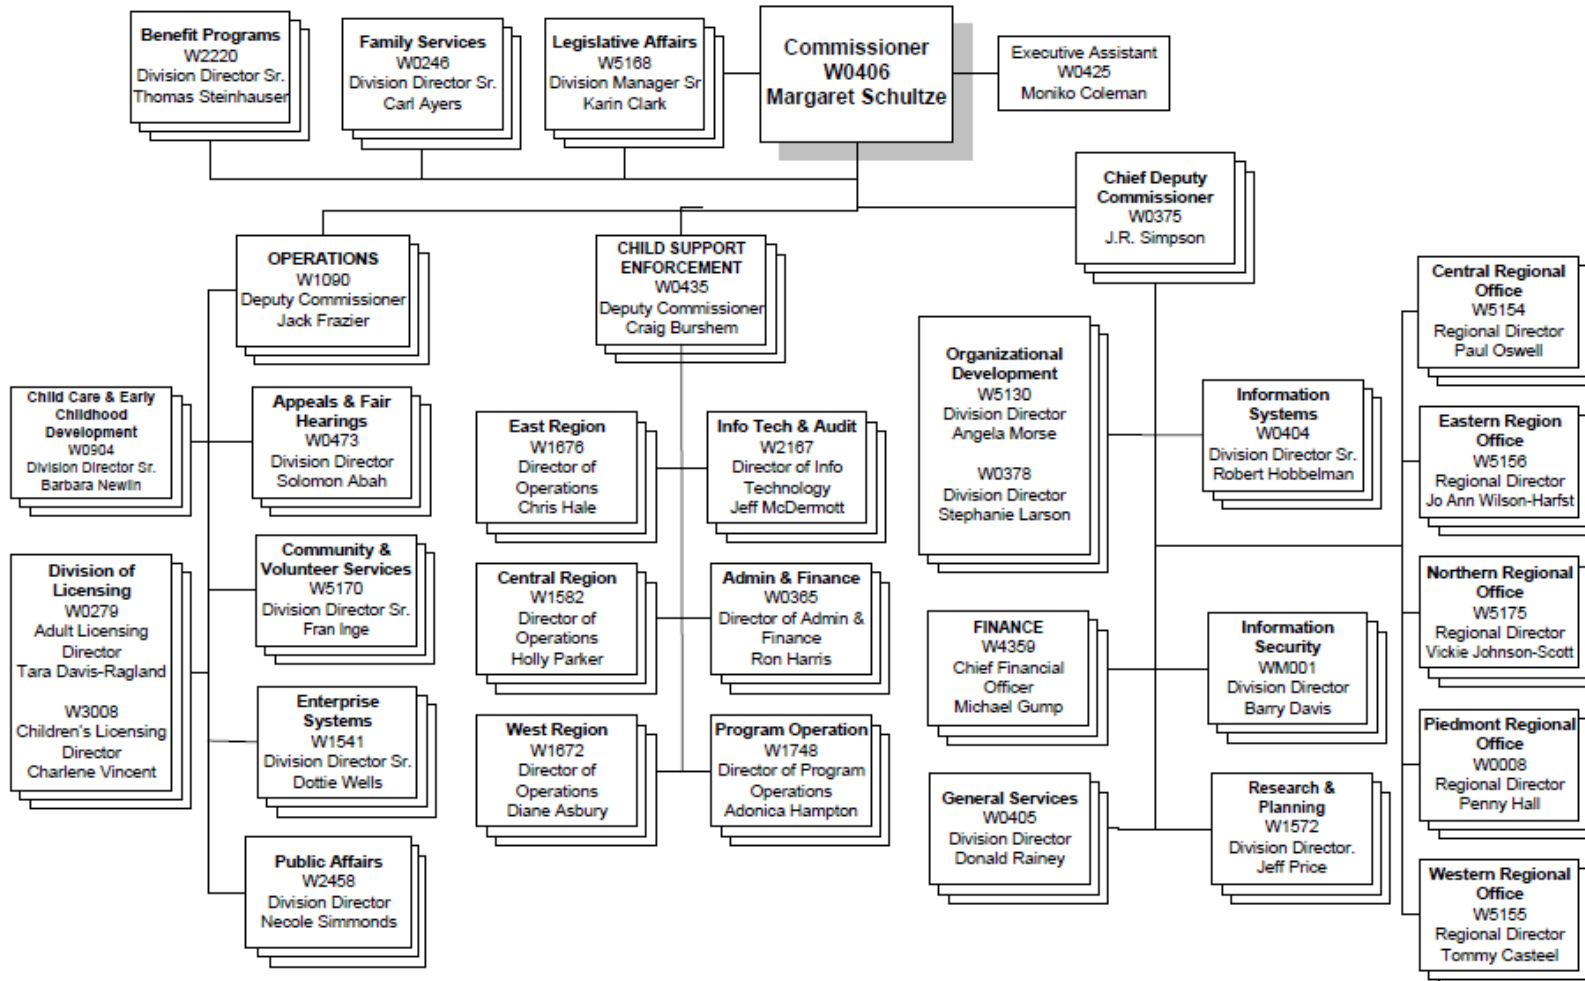 Benefit Programs
W2220
Division Director Sr.
Thomas Steinhauser
Family Services
W0246
Division Director Sr.
Carl Ayers
Legislative Affairs
W5168
Division Manager Sr
Karin Clark
Commissioner
W0406
Margaret Schultze
Executive Assistant
W0425
Moniko Coleman
Chief Deputy
Commissioner
W0375
J.R. Simpson
OPERATIONS
W1090
Deputy Commissioner
Jack Frazier
CHILD SUPPORT
ENFORCEMENT
W0435
Deputy Commissioner
Craig Burshem
Child Care & Early
Childhood
Development
W0904
Division Director Sr.
Barbara Newlin
Appeals & Fair
Hearings
W0473
Division Director
Solomon Abah
Division of
Licensing
W0279
Adult Licensing
Director
Tara Davis-Ragland
W3008
Children's Licensing
Director
Charlene Vincent
Community &
Volunteer Services
W5170
Division Director Sr.
Fran Inge
Enterprise
Systems
W1541
Division Director Sr.
Dottie Wells
Public Affairs
W2458
Division Director
Necole Simmonds
East Region
W1676
Director of
Operations
Chris Hale
Info Tech & Audit
W2167
Director of Info
Technology
Jeff McDermott
Central Region
W1582
Director of
Operations
Holly Parker
Admin & Finance
W0365
Director of Admin &
Finance
Ron Harris
West Region
W1672
Director of
Operations
Diane Asbury
Program Operation
W1748
Director of Program
Operations
Adonica Hampton
Organizational
Development
W5130
Division Director
Angela Morse
W0378
Division Director
Stephanie Larson
Information
Systems
W0404
Division Director Sr.
Robert Hobbelman
FINANCE
W4359
Chief Financial
Officer
Michael Gump
Information
Security
WM001
Division Director
Barry Davis
General Services
W0405
Division Director
Donald Rainey
Research &
Planning
W1572
Division Director.
Jeff Price
Central Regional
Office
W5154
Regional Director
Paul Oswell
Eastern Region
Office
W5156
Regional Director
Jo Ann Wilson-Harfst
Northern Regional
Office
W5175
Regional Director
Vickie Johnson-Scott
Piedmont Regional
Office
W0008
Regional Director
Penny Hall
Western Regional
Office
W5155
Regional Director
Tommy Casteel